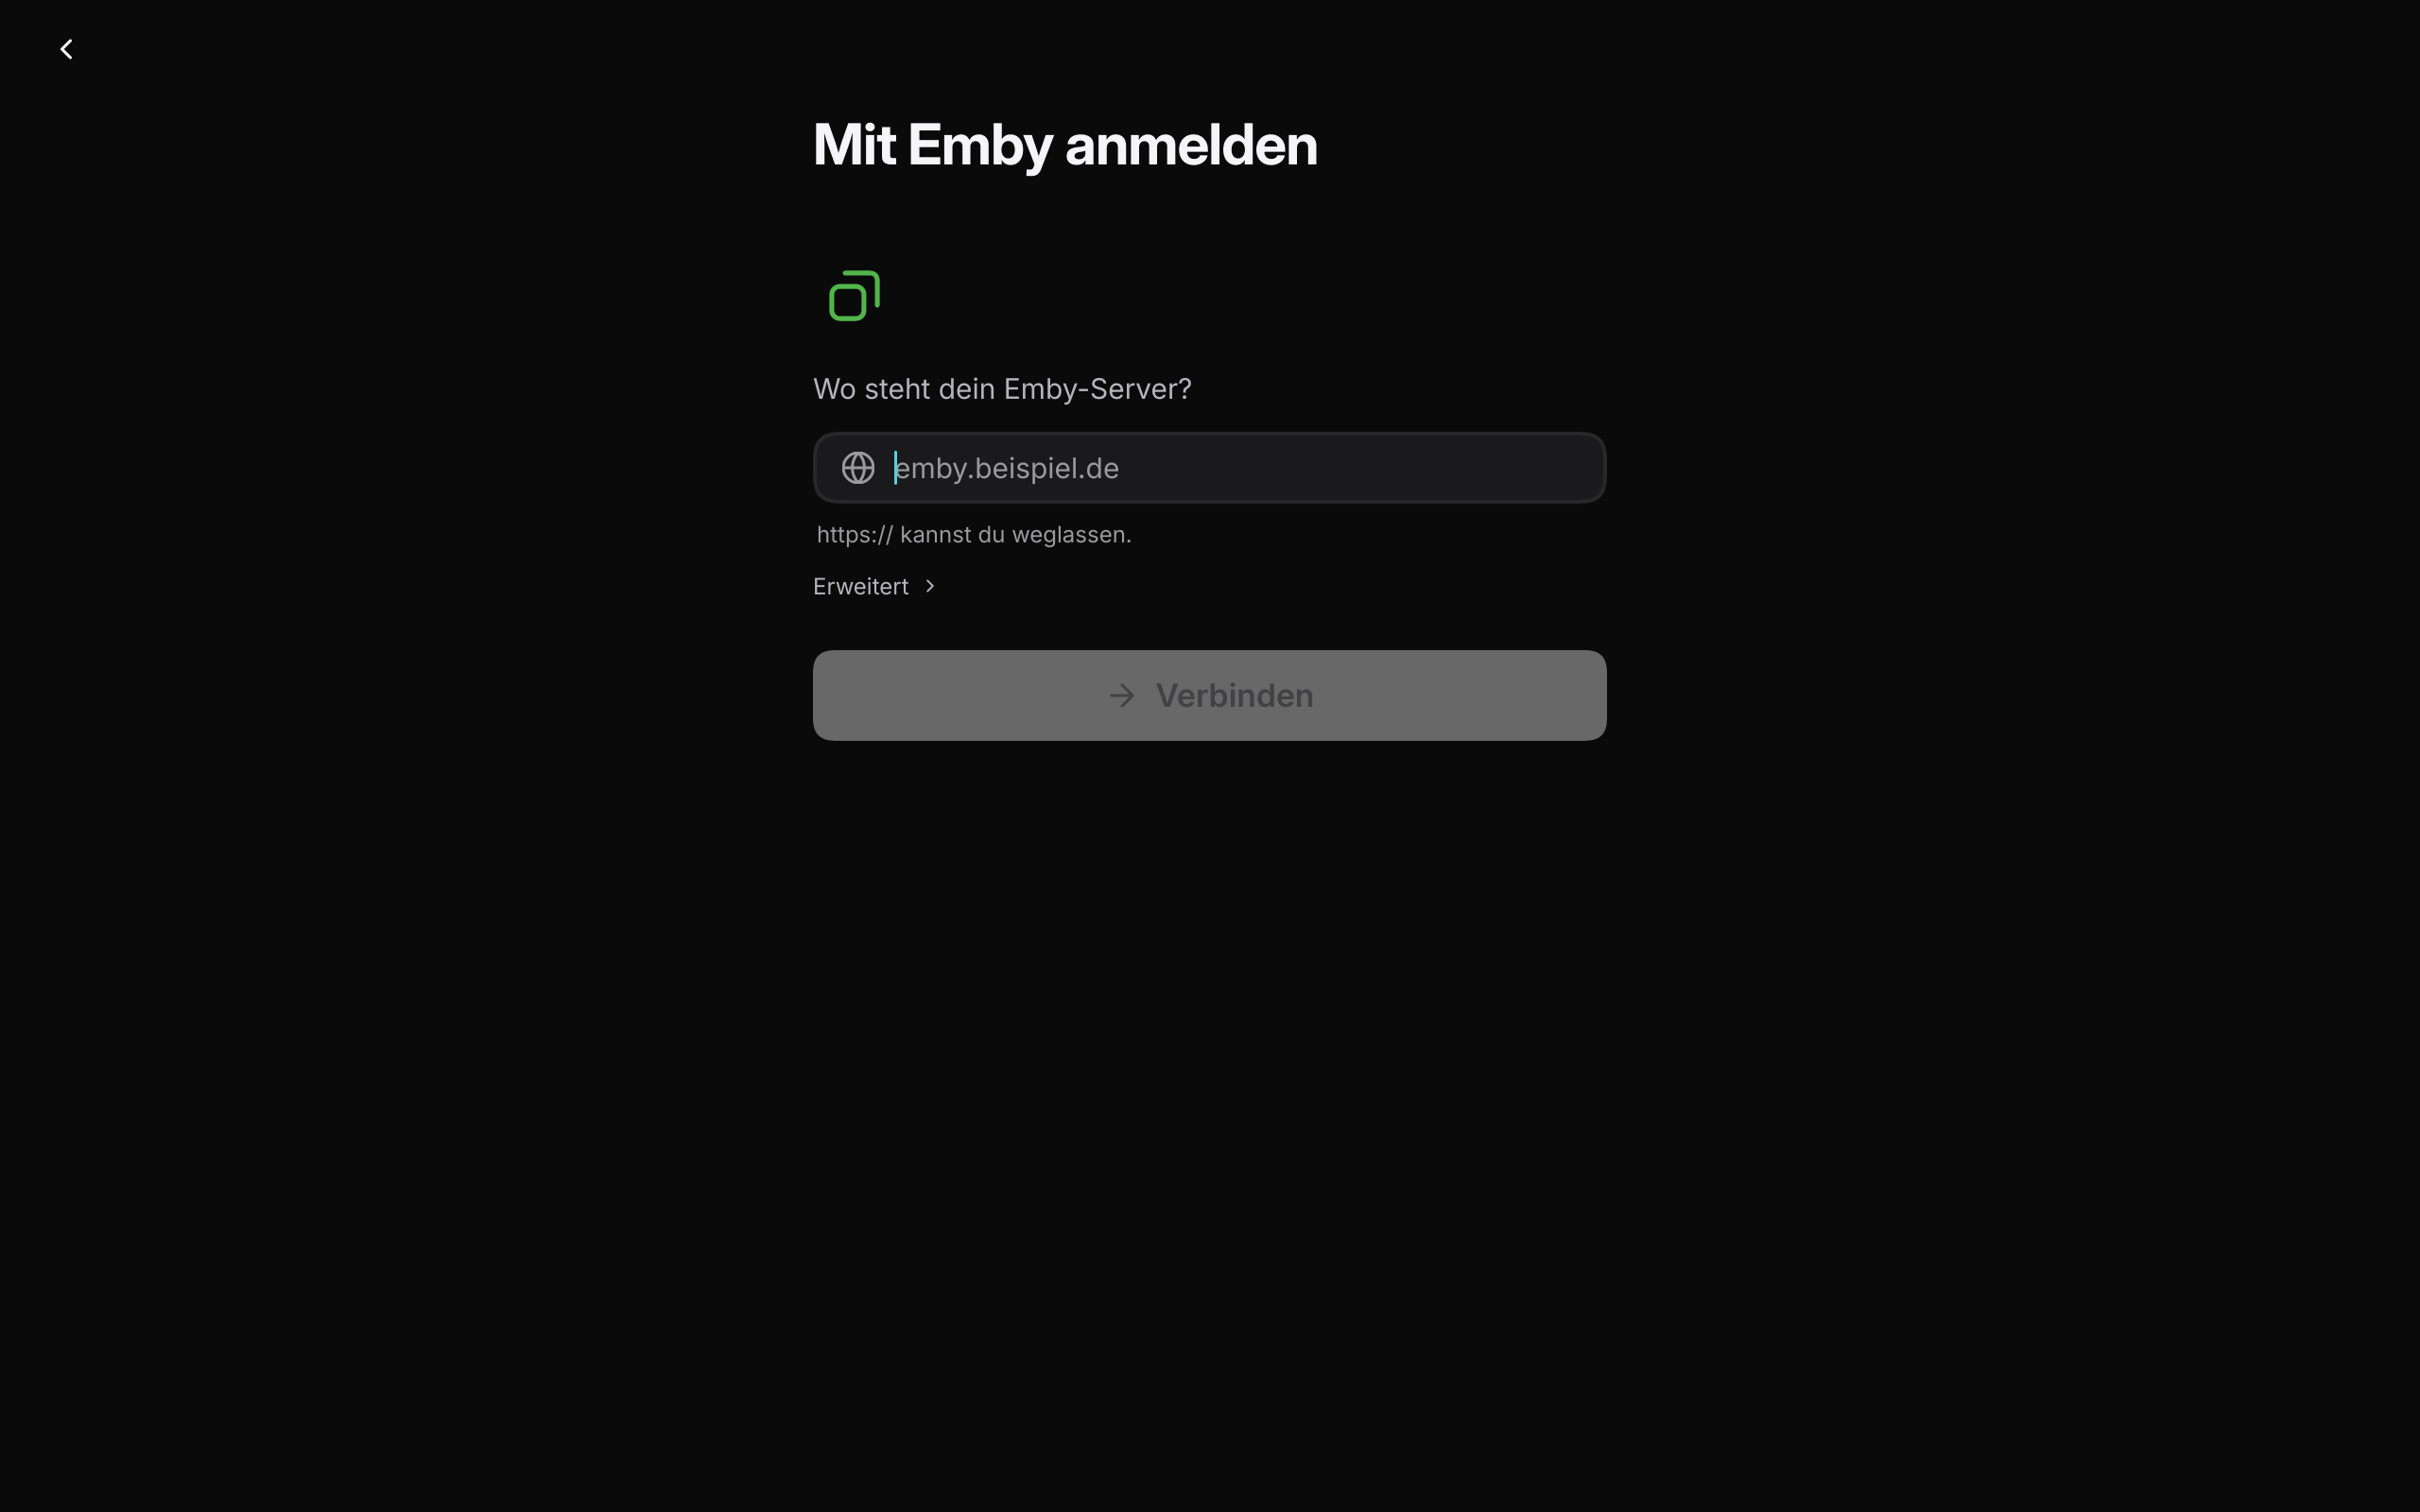 Mit Emby anmelden
Wo steht dein Emby-Server?
emby.beispiel.de
https:// kannst du weglassen.
Erweitert
Verbinden